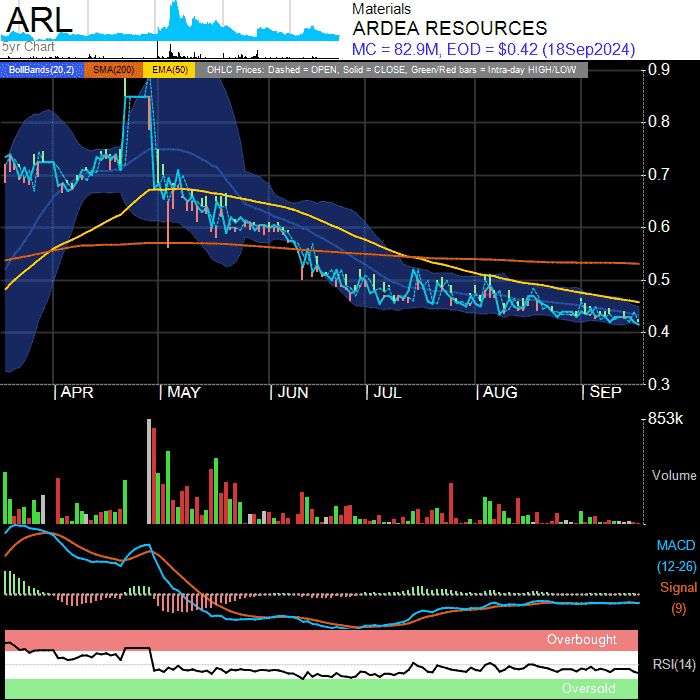 ARL
5yr Chart
Materials
ARDEA RESOURCES
MC = 82.9M, EOD = $0.42 (18Sep2024)
BollBands(20,2) SMA(200) EMA(50) OHLC Prices: Dashed = OPEN, Solid = CLOSE, Green/Red bars = Intra-day HIGH/LOW
0.9
0.8
0.7
0.6
0.5
0.4
0.3
APR MAY JUN JUL AUG SEP
853k
Volume
MACD
(12-26)
Signal
(9)
Overbought
RSI(14)
Oversold